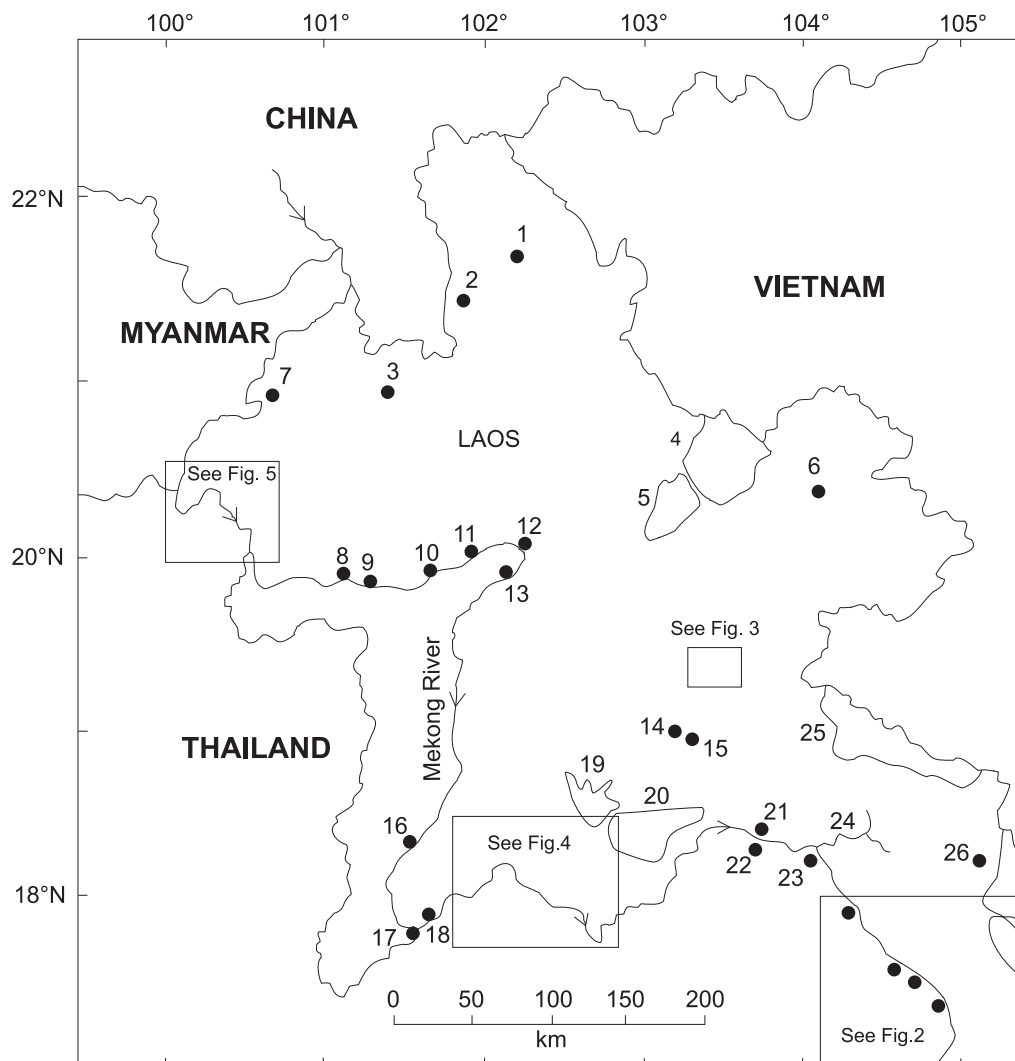 100° 101° 102° 103° 104° 105°
CHINA
22°N
1
2
VIETNAM
MYANMAR
7
3
LAOS
4
See Fig. 5
6
5
12
11
20°N
8 9 10
13
See Fig. 3
Mekong River
14
15
25
THAILAND
19
20
21
24
16
See Fig.4
22
23
26
18°N
17
18
0 50 100 150 200
km
See Fig.2